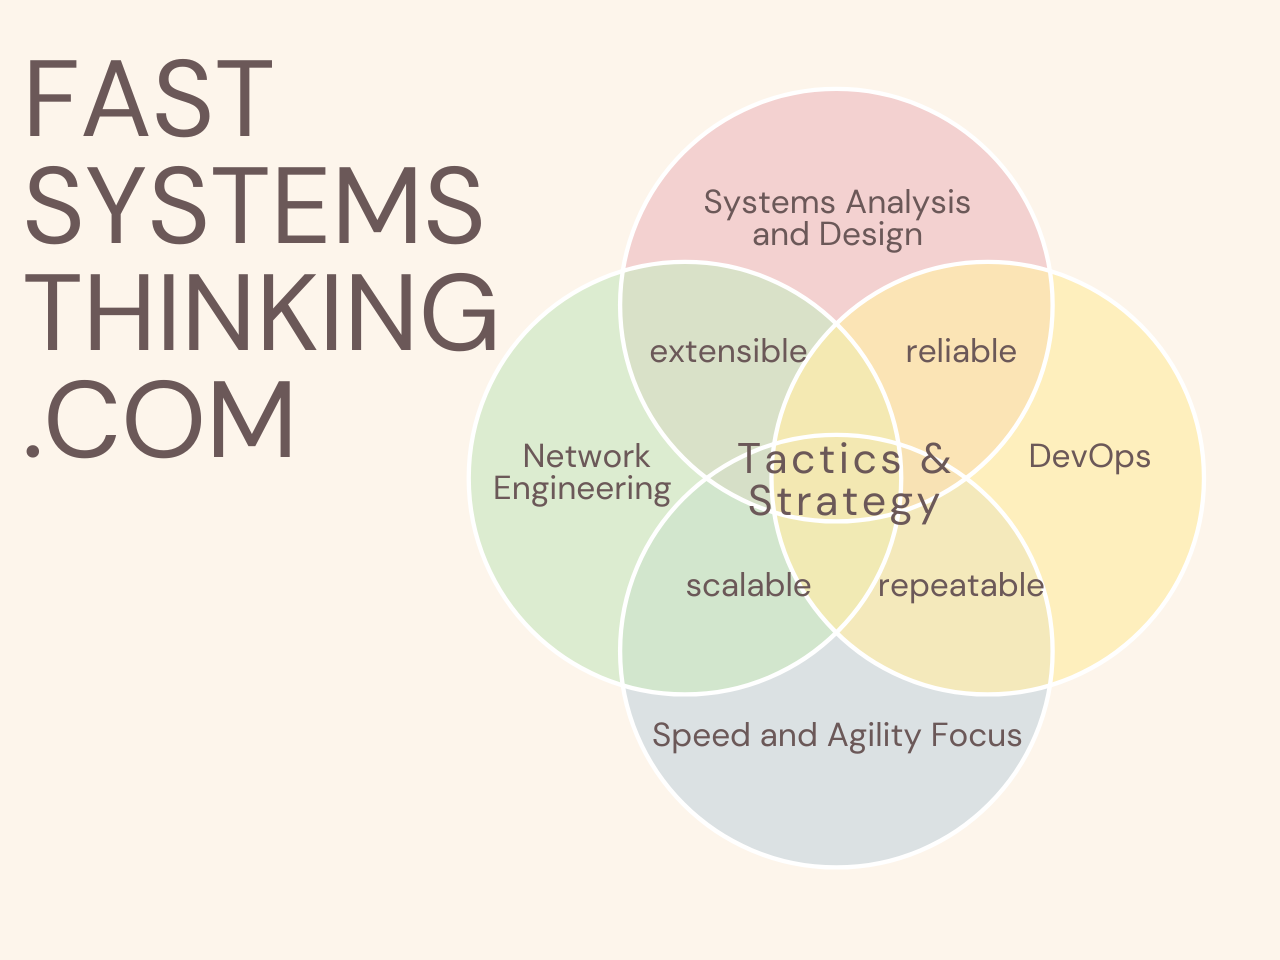 FAST
SYSTEMS
THINKING
.COM
Systems Analysis
and Design
extensible
reliable
Network
Engineering
Tactics &
Strategy
DevOps
scalable
repeatable
Speed and Agility Focus